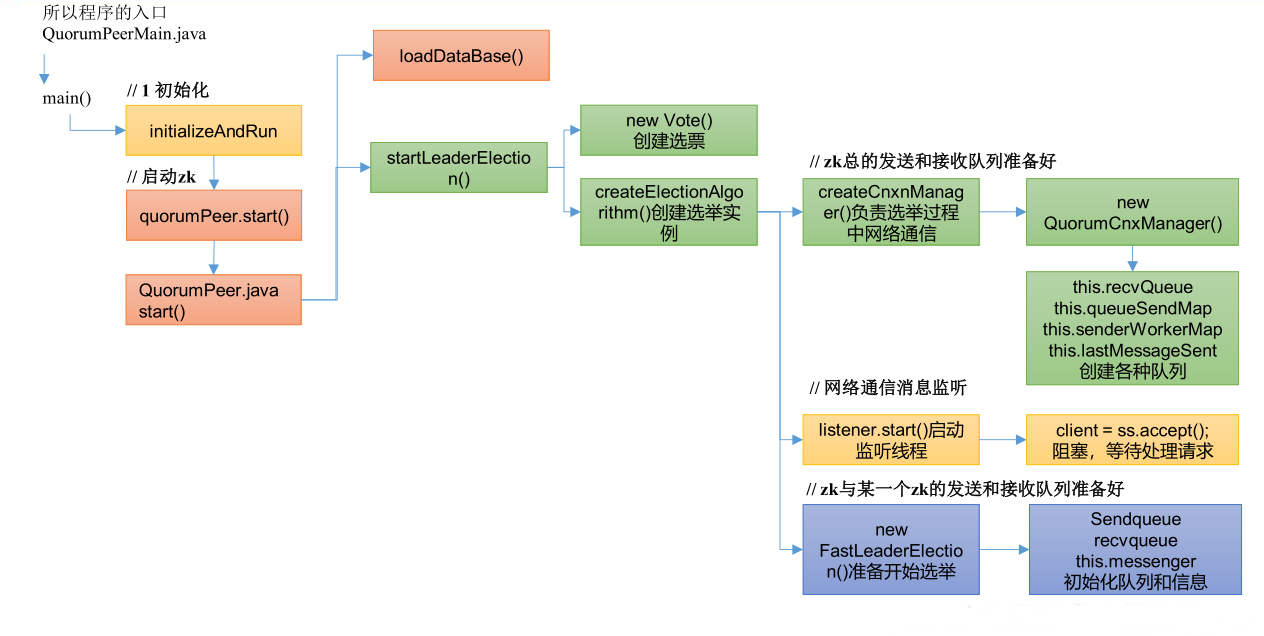 所以程序的入口
QuorumPeerMain.java
main()
// 1 初始化
initializeAndRun
// 启动zk
quorumPeer.start()
QuorumPeer.java
start()
loadDataBase()
startLeaderElectio
n()
new Vote()
创建选票
createElectionAlgo
rithm()创建选举实
例
// zk总的发送和接收队列准备好
createCnxnManag
er()负责选举过程
中网络通信
new
QuorumCnxManager()
this.recvQueue
this.queueSendMap
this.senderWorkerMap
this.lastMessageSent
创建各种队列
// 网络通信消息监听
listener.start()启动
监听线程
client = ss.accept();
阻塞，等待处理请求
// zk与某一个zk的发送和接收队列准备好
new
FastLeaderElectio
n()准备开始选举
Sendqueue
recvqueue
this.messenger
初始化队列和信息